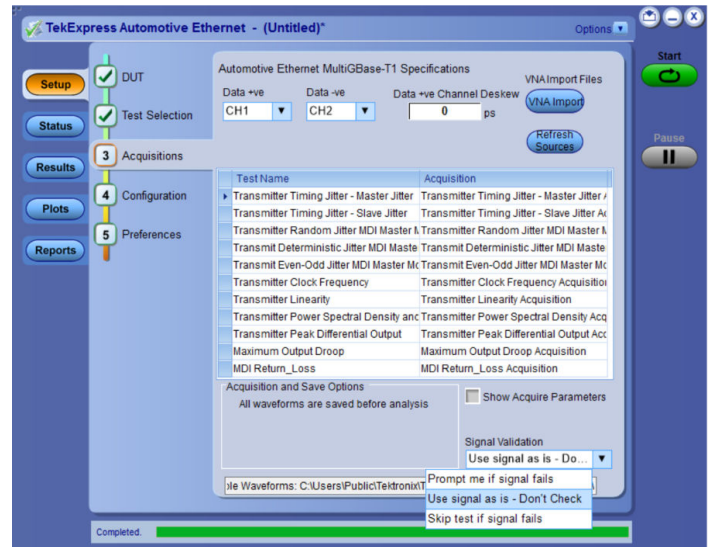 TekExpress Automotive Ethernet - (Untitled)*
Options
Start
Pause
Setup
Status
Results
Plots
Reports
DUT
Test Selection
3 Acquisitions
4 Configuration
5 Preferences
Automotive Ethernet MultiGBase-T1 Specifications
VNA Import Files
Data +ve
Data -ve
Data +ve Channel Deskew
VNA Import
CH1
CH2
0 ps
Refresh
Sources
Test Name Acquisition
Transmitter Timing Jitter - Master Jitter Transmitter Timing Jitter - Master Jitter
Transmitter Timing Jitter - Slave Jitter Transmitter Timing Jitter - Slave Jitter Ac
Transmitter Random Jitter MDI Master Transmitter Random Jitter MDI Master
Transmit Deterministic Jitter MDI Maste Transmit Deterministic Jitter MDI Maste
Transmit Even-Odd Jitter MDI Master Mc Transmit Even-Odd Jitter MDI Master Mc
Transmitter Clock Frequency Transmitter Clock Frequency Acquisition
Transmitter Linearity Transmitter Linearity Acquisition
Transmitter Power Spectral Density anc Transmitter Power Spectral Density Acq
Transmitter Peak Differential Output Transmitter Peak Differential Output Acc
Maximum Output Droop Maximum Output Droop Acquisition
MDI Return_Loss MDI Return_Loss Acquisition
Acquisition and Save Options
All waveforms are saved before analysis
Show Acquire Parameters
Signal Validation
Use signal as is - Do...
Prompt me if signal fails
Use signal as is - Don't Check
Skip test if signal fails
ole Waveforms: C:\Users\Public\Tektronix\T
Completed.